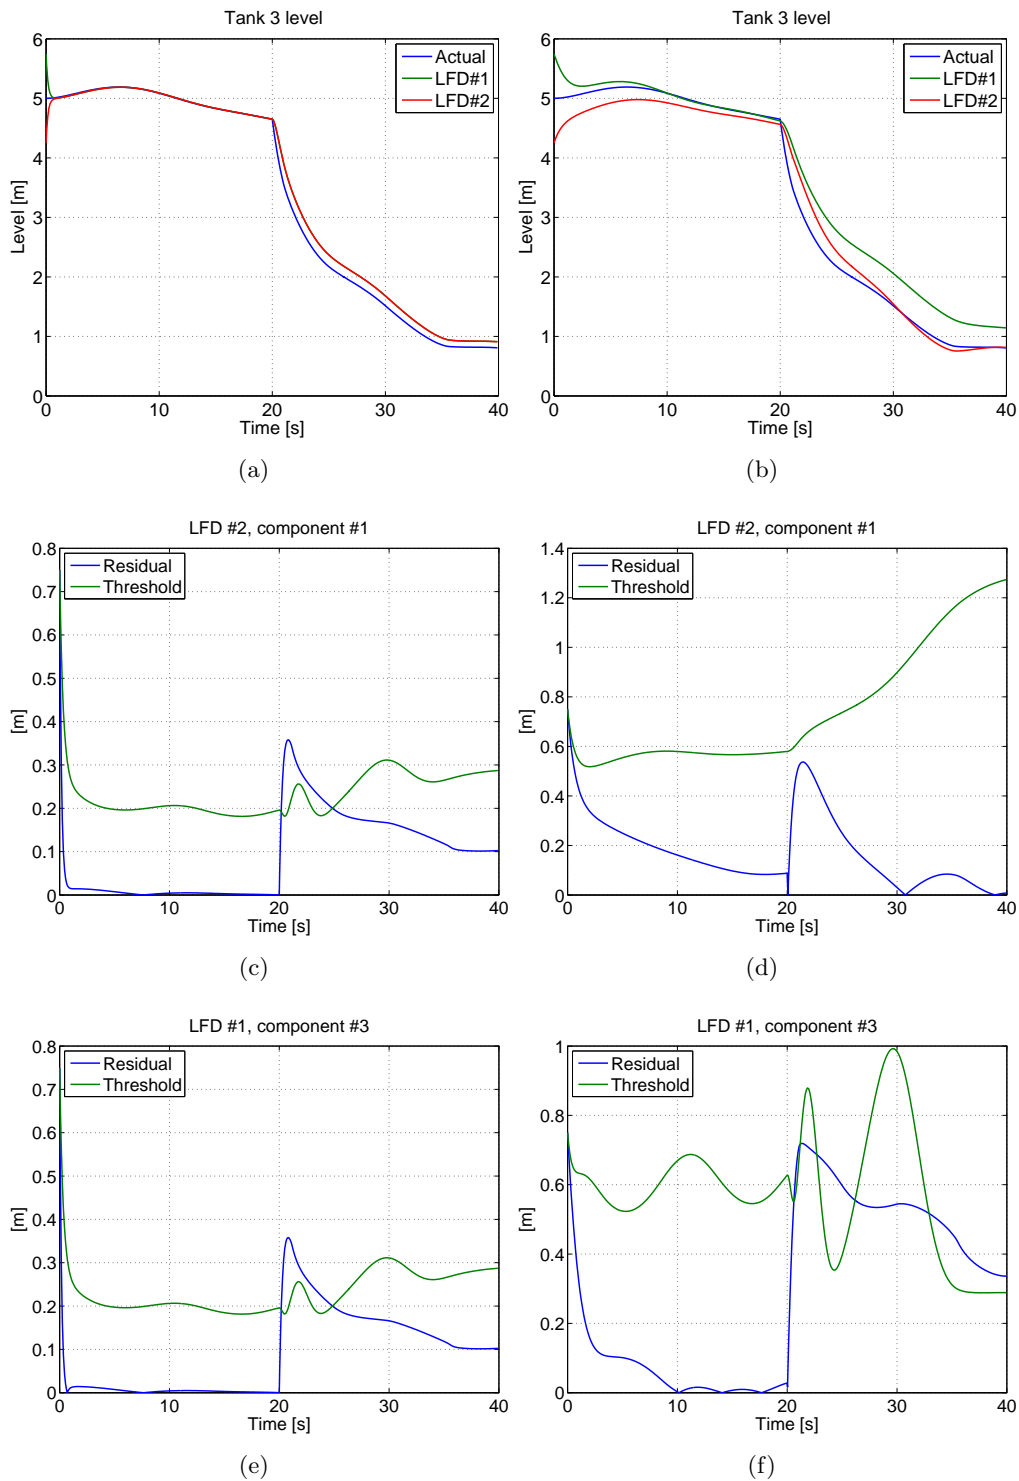 Tank 3 level
6
5
4
3
2
1
0
Level [m]
Actual
LFD#1
LFD#2
0 10 20 30 40
Time [s]
(a)
Tank 3 level
6
5
4
3
2
1
0
Level [m]
Actual
LFD#1
LFD#2
0 10 20 30 40
Time [s]
(b)
LFD #2, component #1
0.8
0.7
0.6
0.5
0.4
0.3
0.2
0.1
0
[m]
Residual
Threshold
0 10 20 30 40
Time [s]
(c)
LFD #2, component #1
1.4
1.2
1
0.8
0.6
0.4
0.2
0
[m]
Residual
Threshold
0 10 20 30 40
Time [s]
(d)
LFD #1, component #3
0.8
0.7
0.6
0.5
0.4
0.3
0.2
0.1
0
[m]
Residual
Threshold
0 10 20 30 40
Time [s]
(e)
LFD #1, component #3
1
0.8
0.6
0.4
0.2
0
[m]
Residual
Threshold
0 10 20 30 40
Time [s]
(f)